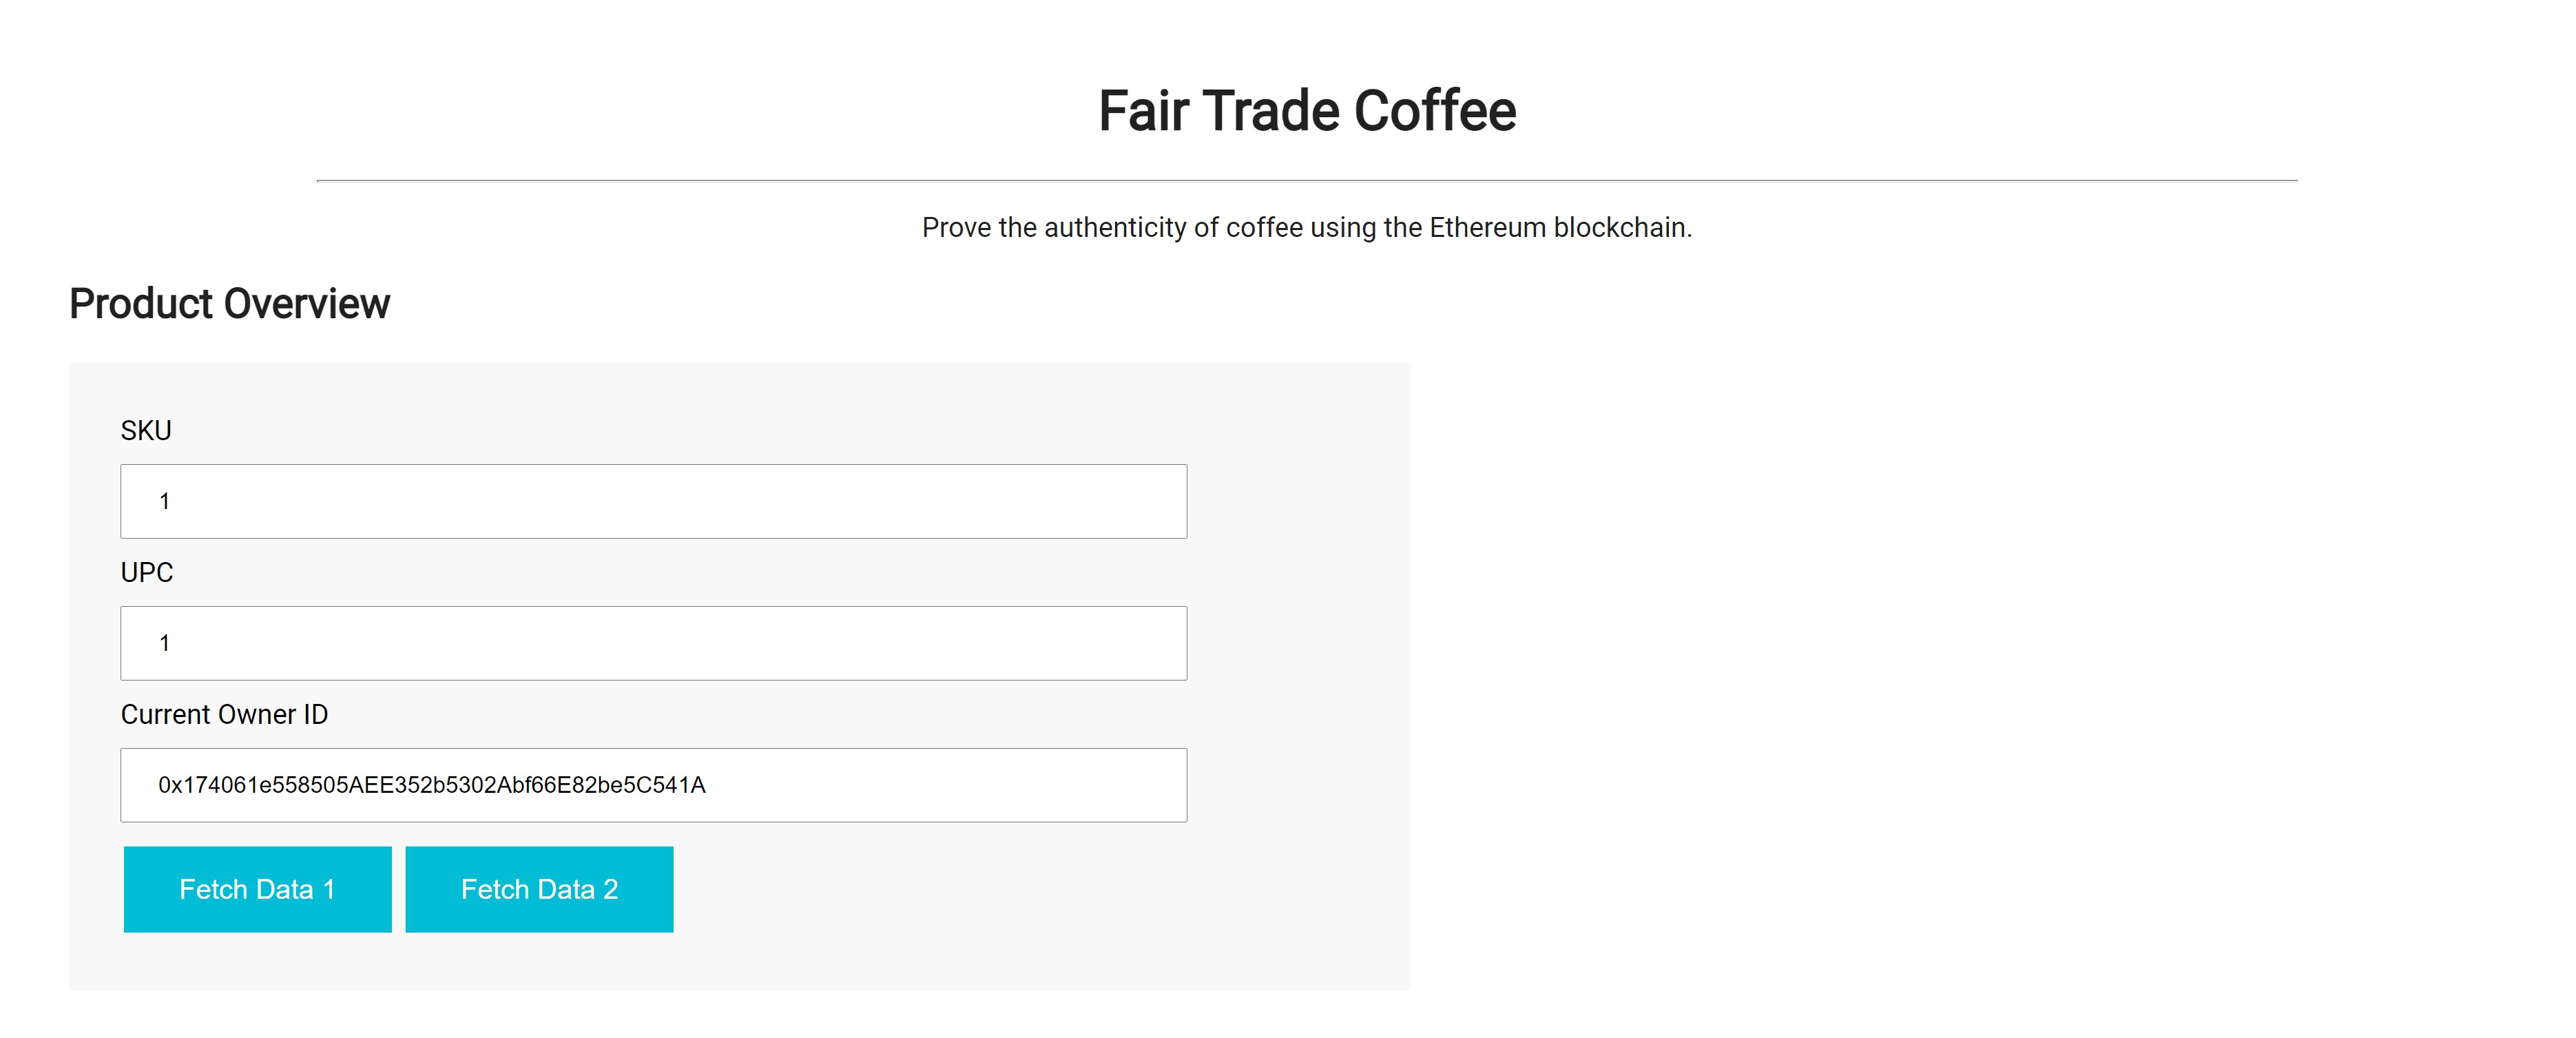 Fair Trade Coffee
Prove the authenticity of coffee using the Ethereum blockchain.
Product Overview
SKU
1
UPC
1
Current Owner ID
0x174061e558505AEE352b5302Abf66E82be5C541A
Fetch Data 1
Fetch Data 2